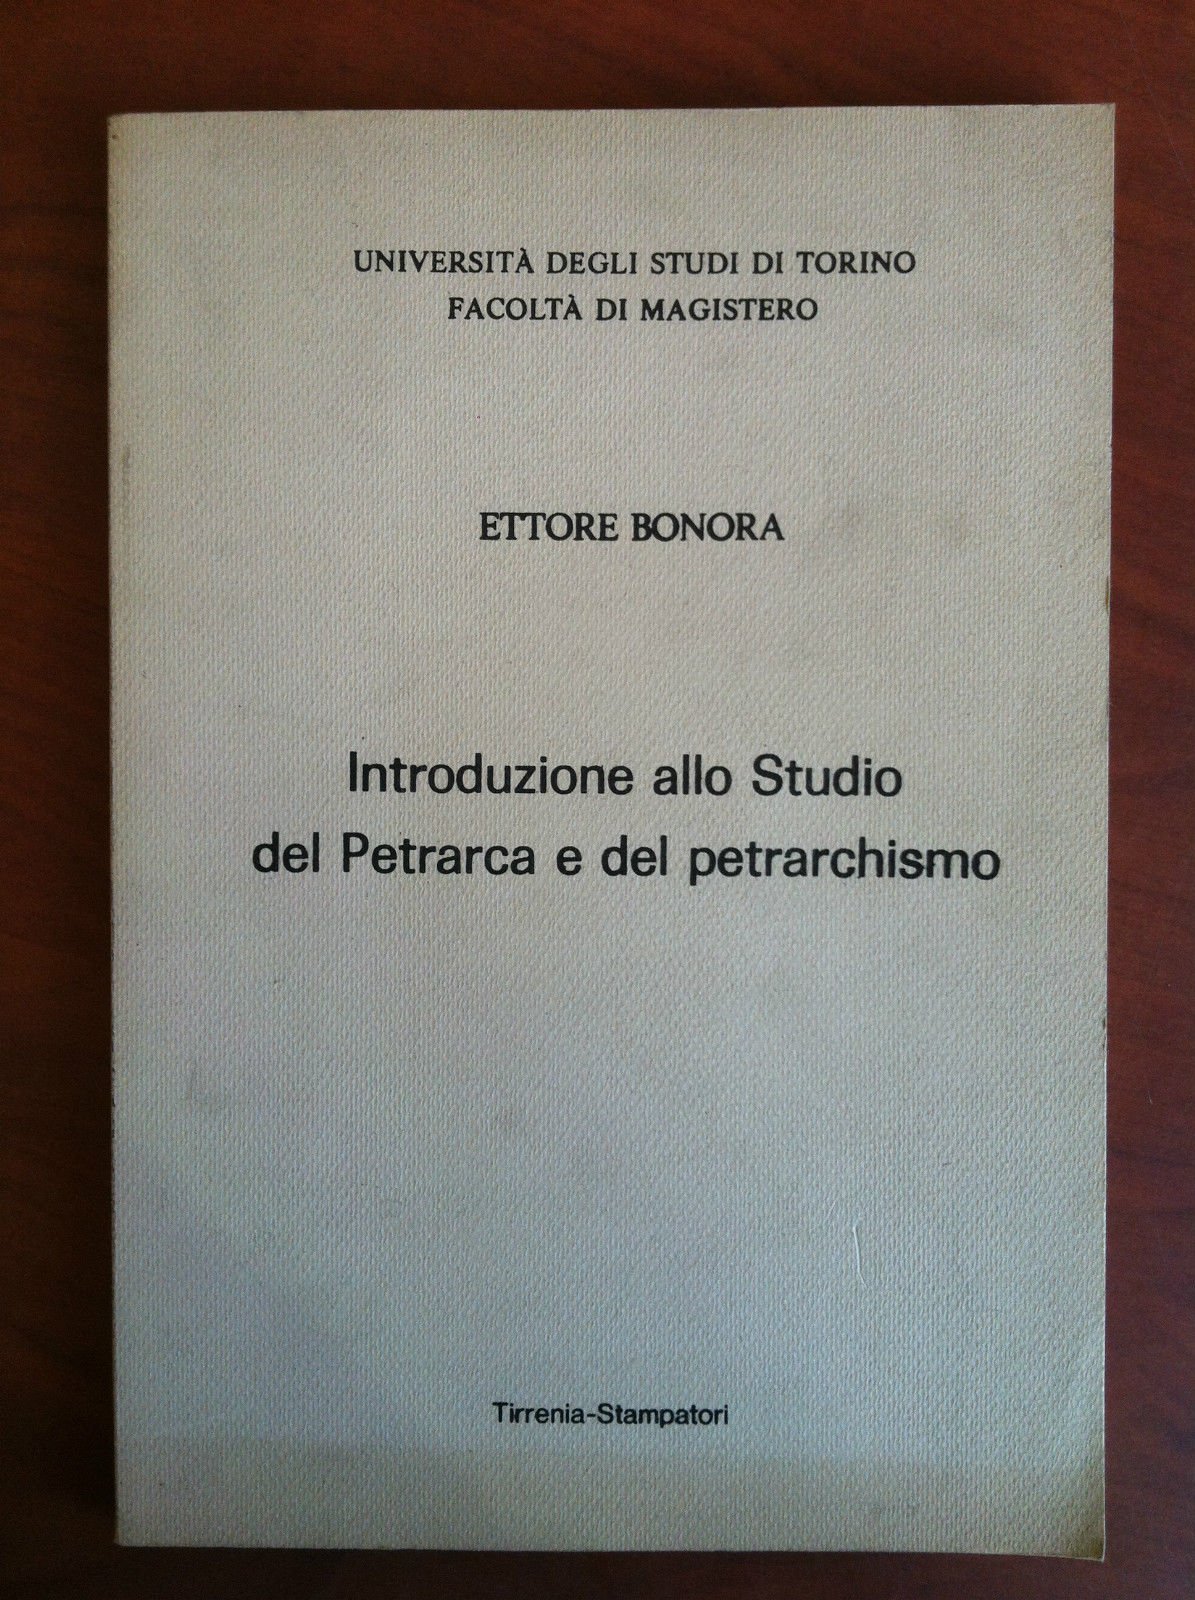 UNIVERSITÀ DEGLI STUDI DI TORINO
FACOLTÀ DI MAGISTERO
ETTORE BONORA
Introduzione allo Studio
del Petrarca e del petrarchismo
Tirrenia-Stampatori